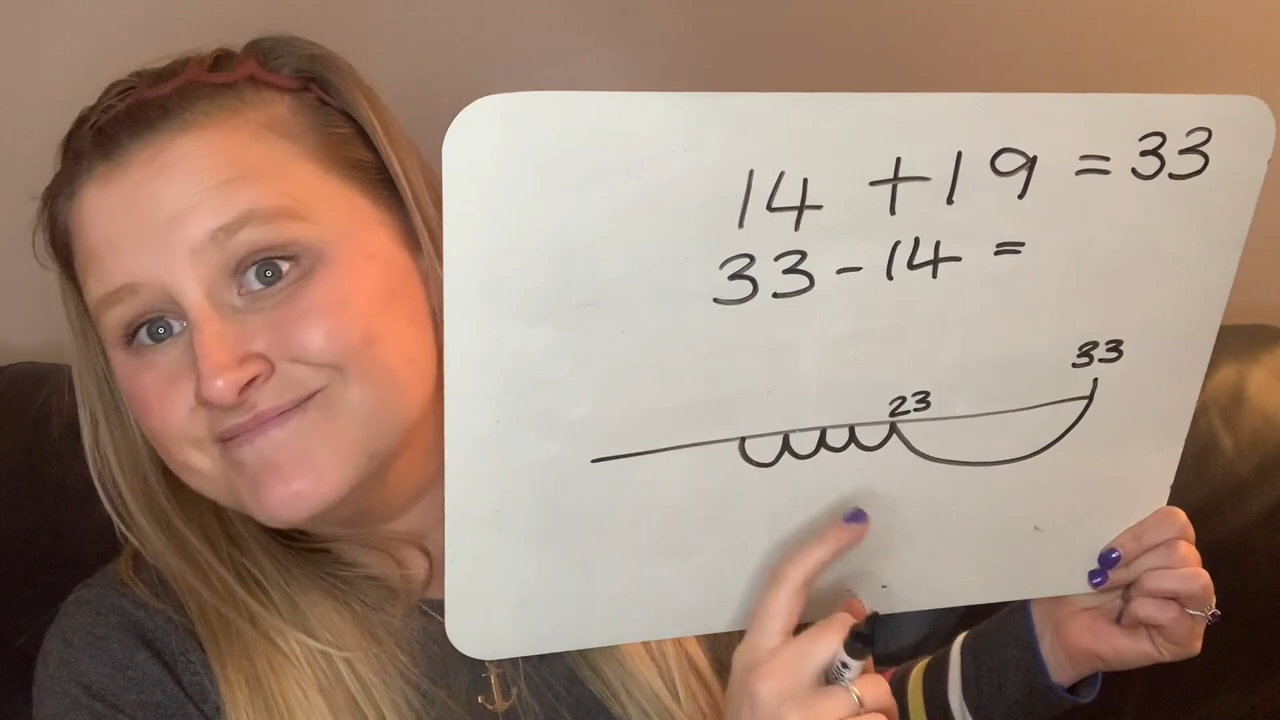 14 + 19 = 33
33 - 14 =
33
23